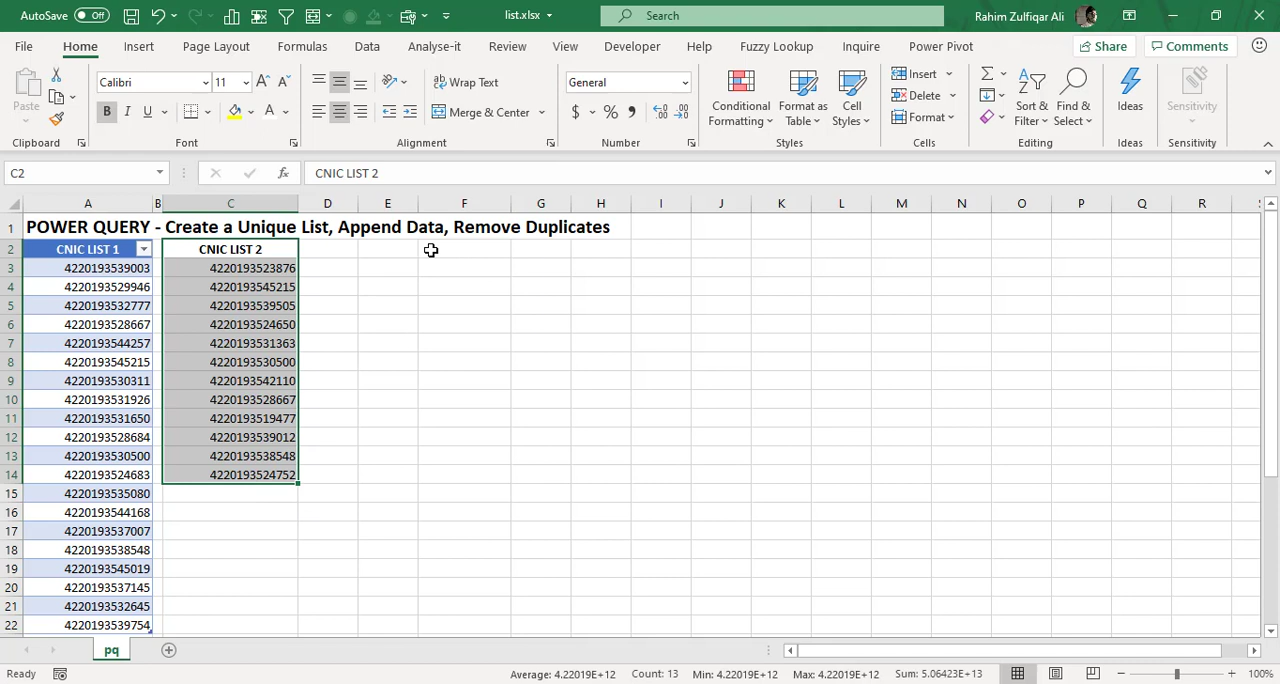 AutoSave Off list.xlsx Search Rahim Zulfiqar Ali
File Home Insert Page Layout Formulas Data Analyse-it Review View Developer Help Fuzzy Lookup Inquire Power Pivot Share Comments
Paste Calibri 11 Wrap Text General Conditional Formatting Format as Table Cell Styles Insert Sort & Filter Find & Select Ideas Sensitivity
Delete
B I U A Merge & Center $ % Format
Clipboard Font Alignment Number Styles Cells Editing Ideas Sensitivity
C2 fx CNIC LIST 2
A B C D E F G H I J K L M N O P Q R
1 POWER QUERY - Create a Unique List, Append Data, Remove Duplicates
2 CNIC LIST 1 CNIC LIST 2
3 4220193539003 4220193523876
4 4220193529946 4220193545215
5 4220193532777 4220193539505
6 4220193528667 4220193524650
7 4220193544257 4220193531363
8 4220193545215 4220193530500
9 4220193530311 4220193542110
10 4220193531926 4220193528667
11 4220193531650 4220193519477
12 4220193528684 4220193539012
13 4220193530500 4220193538548
14 4220193524683 4220193524752
15 4220193535080
16 4220193544168
17 4220193537007
18 4220193538548
19 4220193545019
20 4220193537145
21 4220193532645
22 4220193539754
pq
Ready Average: 4.22019E+12 Count: 13 Min: 4.22019E+12 Max: 4.22019E+12 Sum: 5.06423E+13 100%